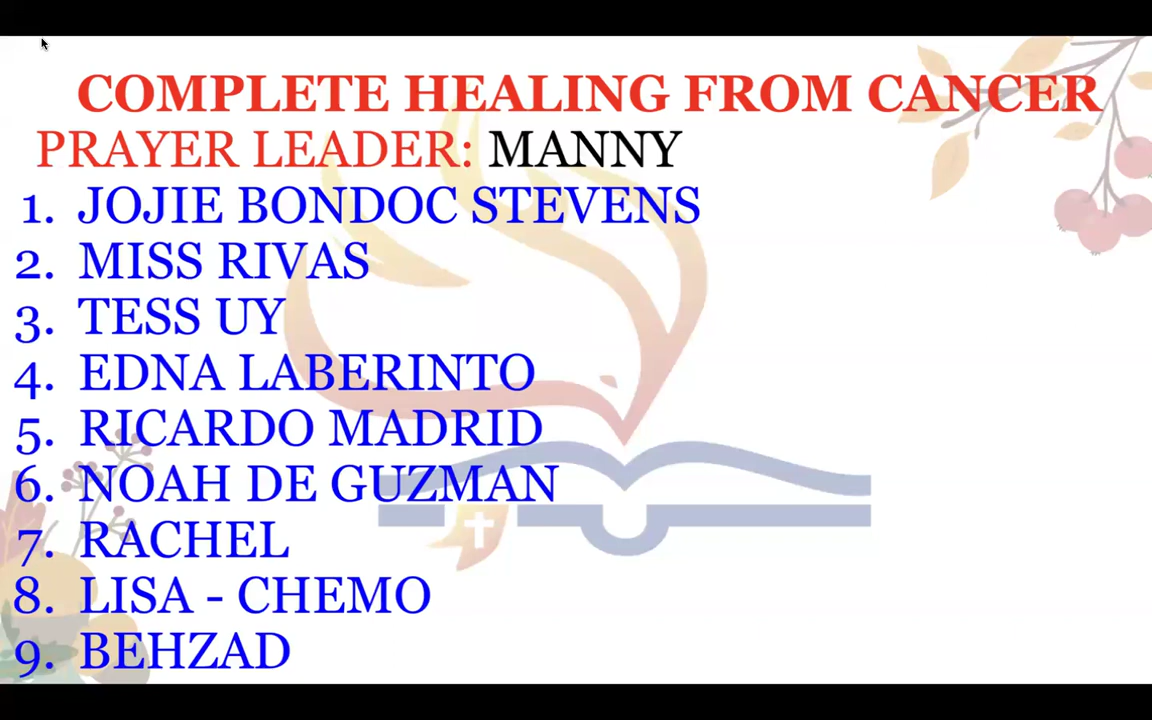 COMPLETE HEALING FROM CANCER
PRAYER LEADER: MANNY
1. JOJIE BONDOC STEVENS
2. MISS RIVAS
3. TESS UY
4. EDNA LABERINTO
5. RICARDO MADRID
6. NOAH DE GUZMAN
7. RACHEL
8. LISA - CHEMO
9. BEHZAD